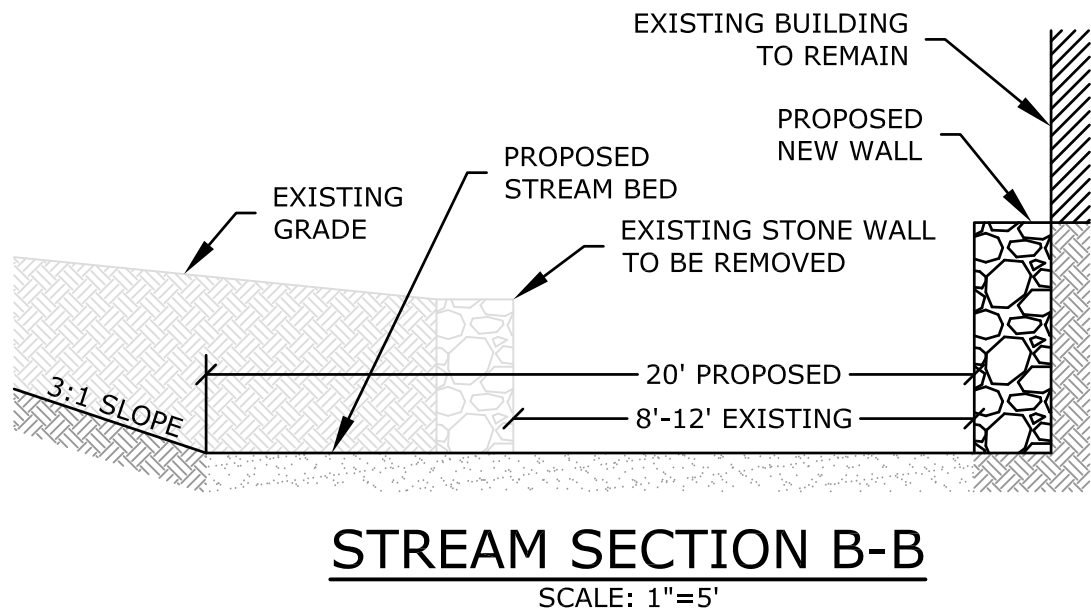 EXISTING BUILDING
TO REMAIN
PROPOSED
NEW WALL
PROPOSED
STREAM BED
EXISTING
GRADE
EXISTING STONE WALL
TO BE REMOVED
20' PROPOSED
3:1 SLOPE
8'-12' EXISTING
STREAM SECTION B-B
SCALE: 1"=5'